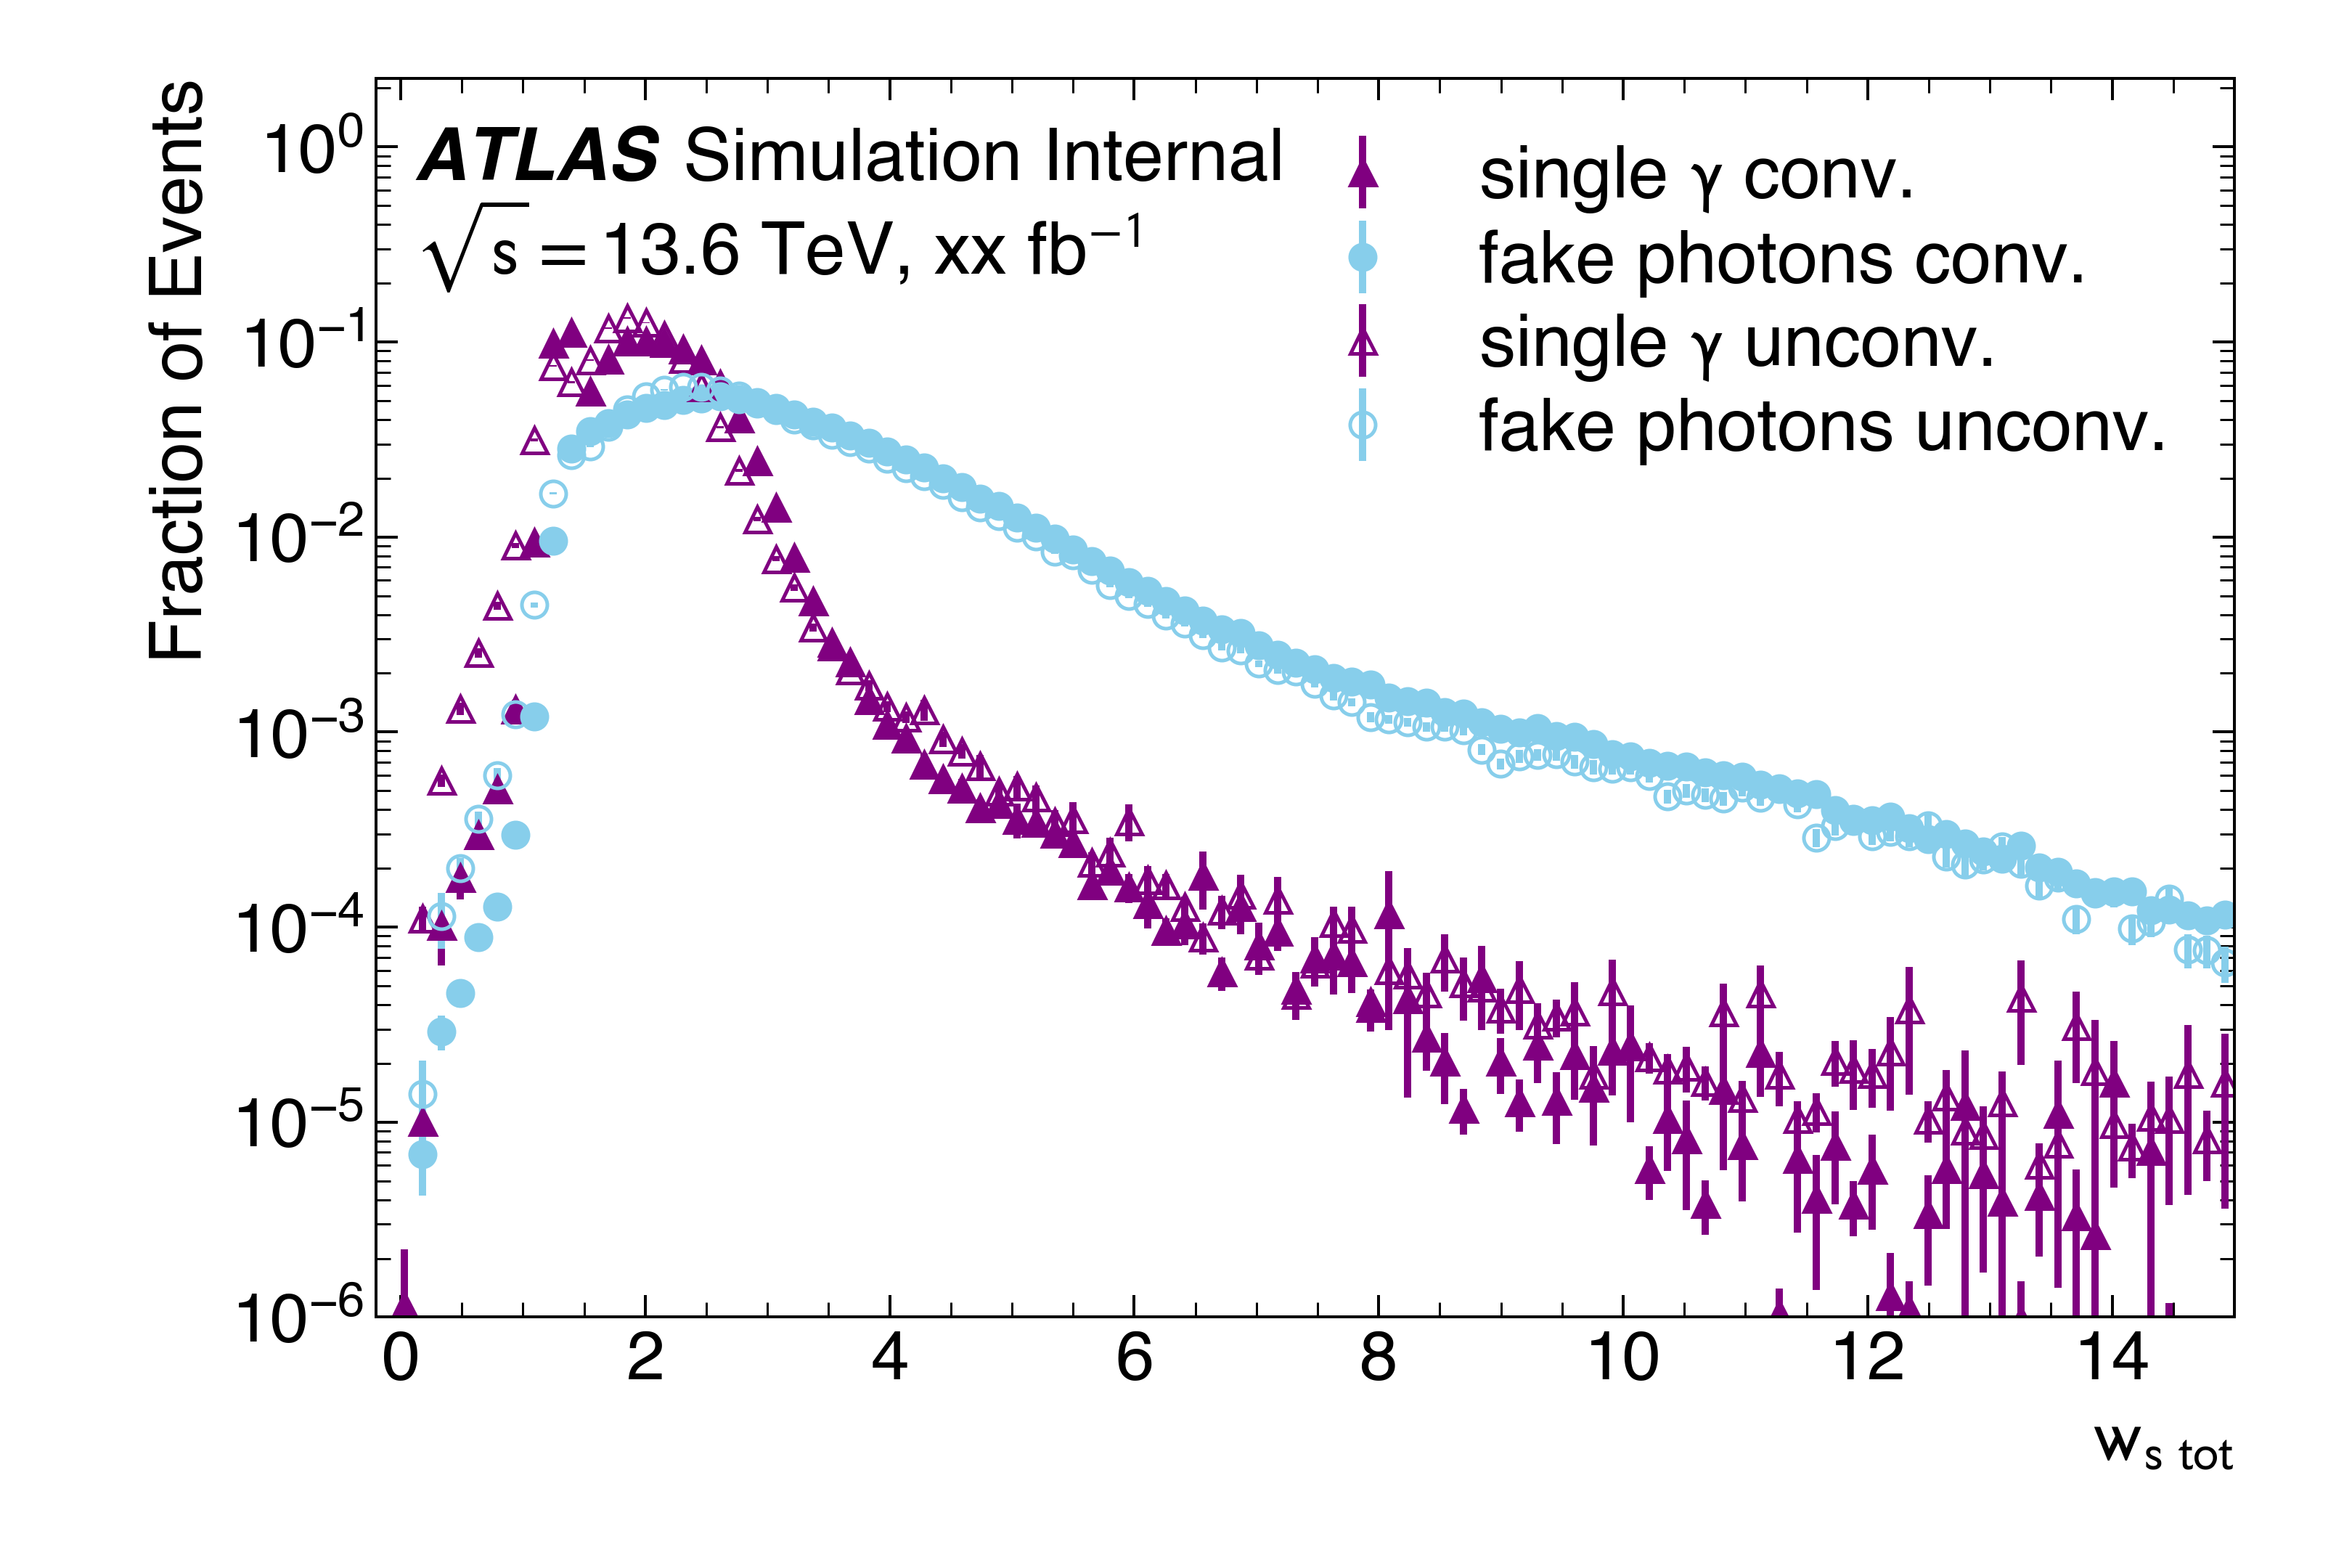 Fraction of Events
10⁰
10⁻¹
10⁻²
10⁻³
10⁻⁴
10⁻⁵
10⁻⁶
ATLAS Simulation Internal
√s = 13.6 TeV, xx fb⁻¹
single γ conv.
fake photons conv.
single γ unconv.
fake photons unconv.
0 2 4 6 8 10 12 14
w_{s tot}